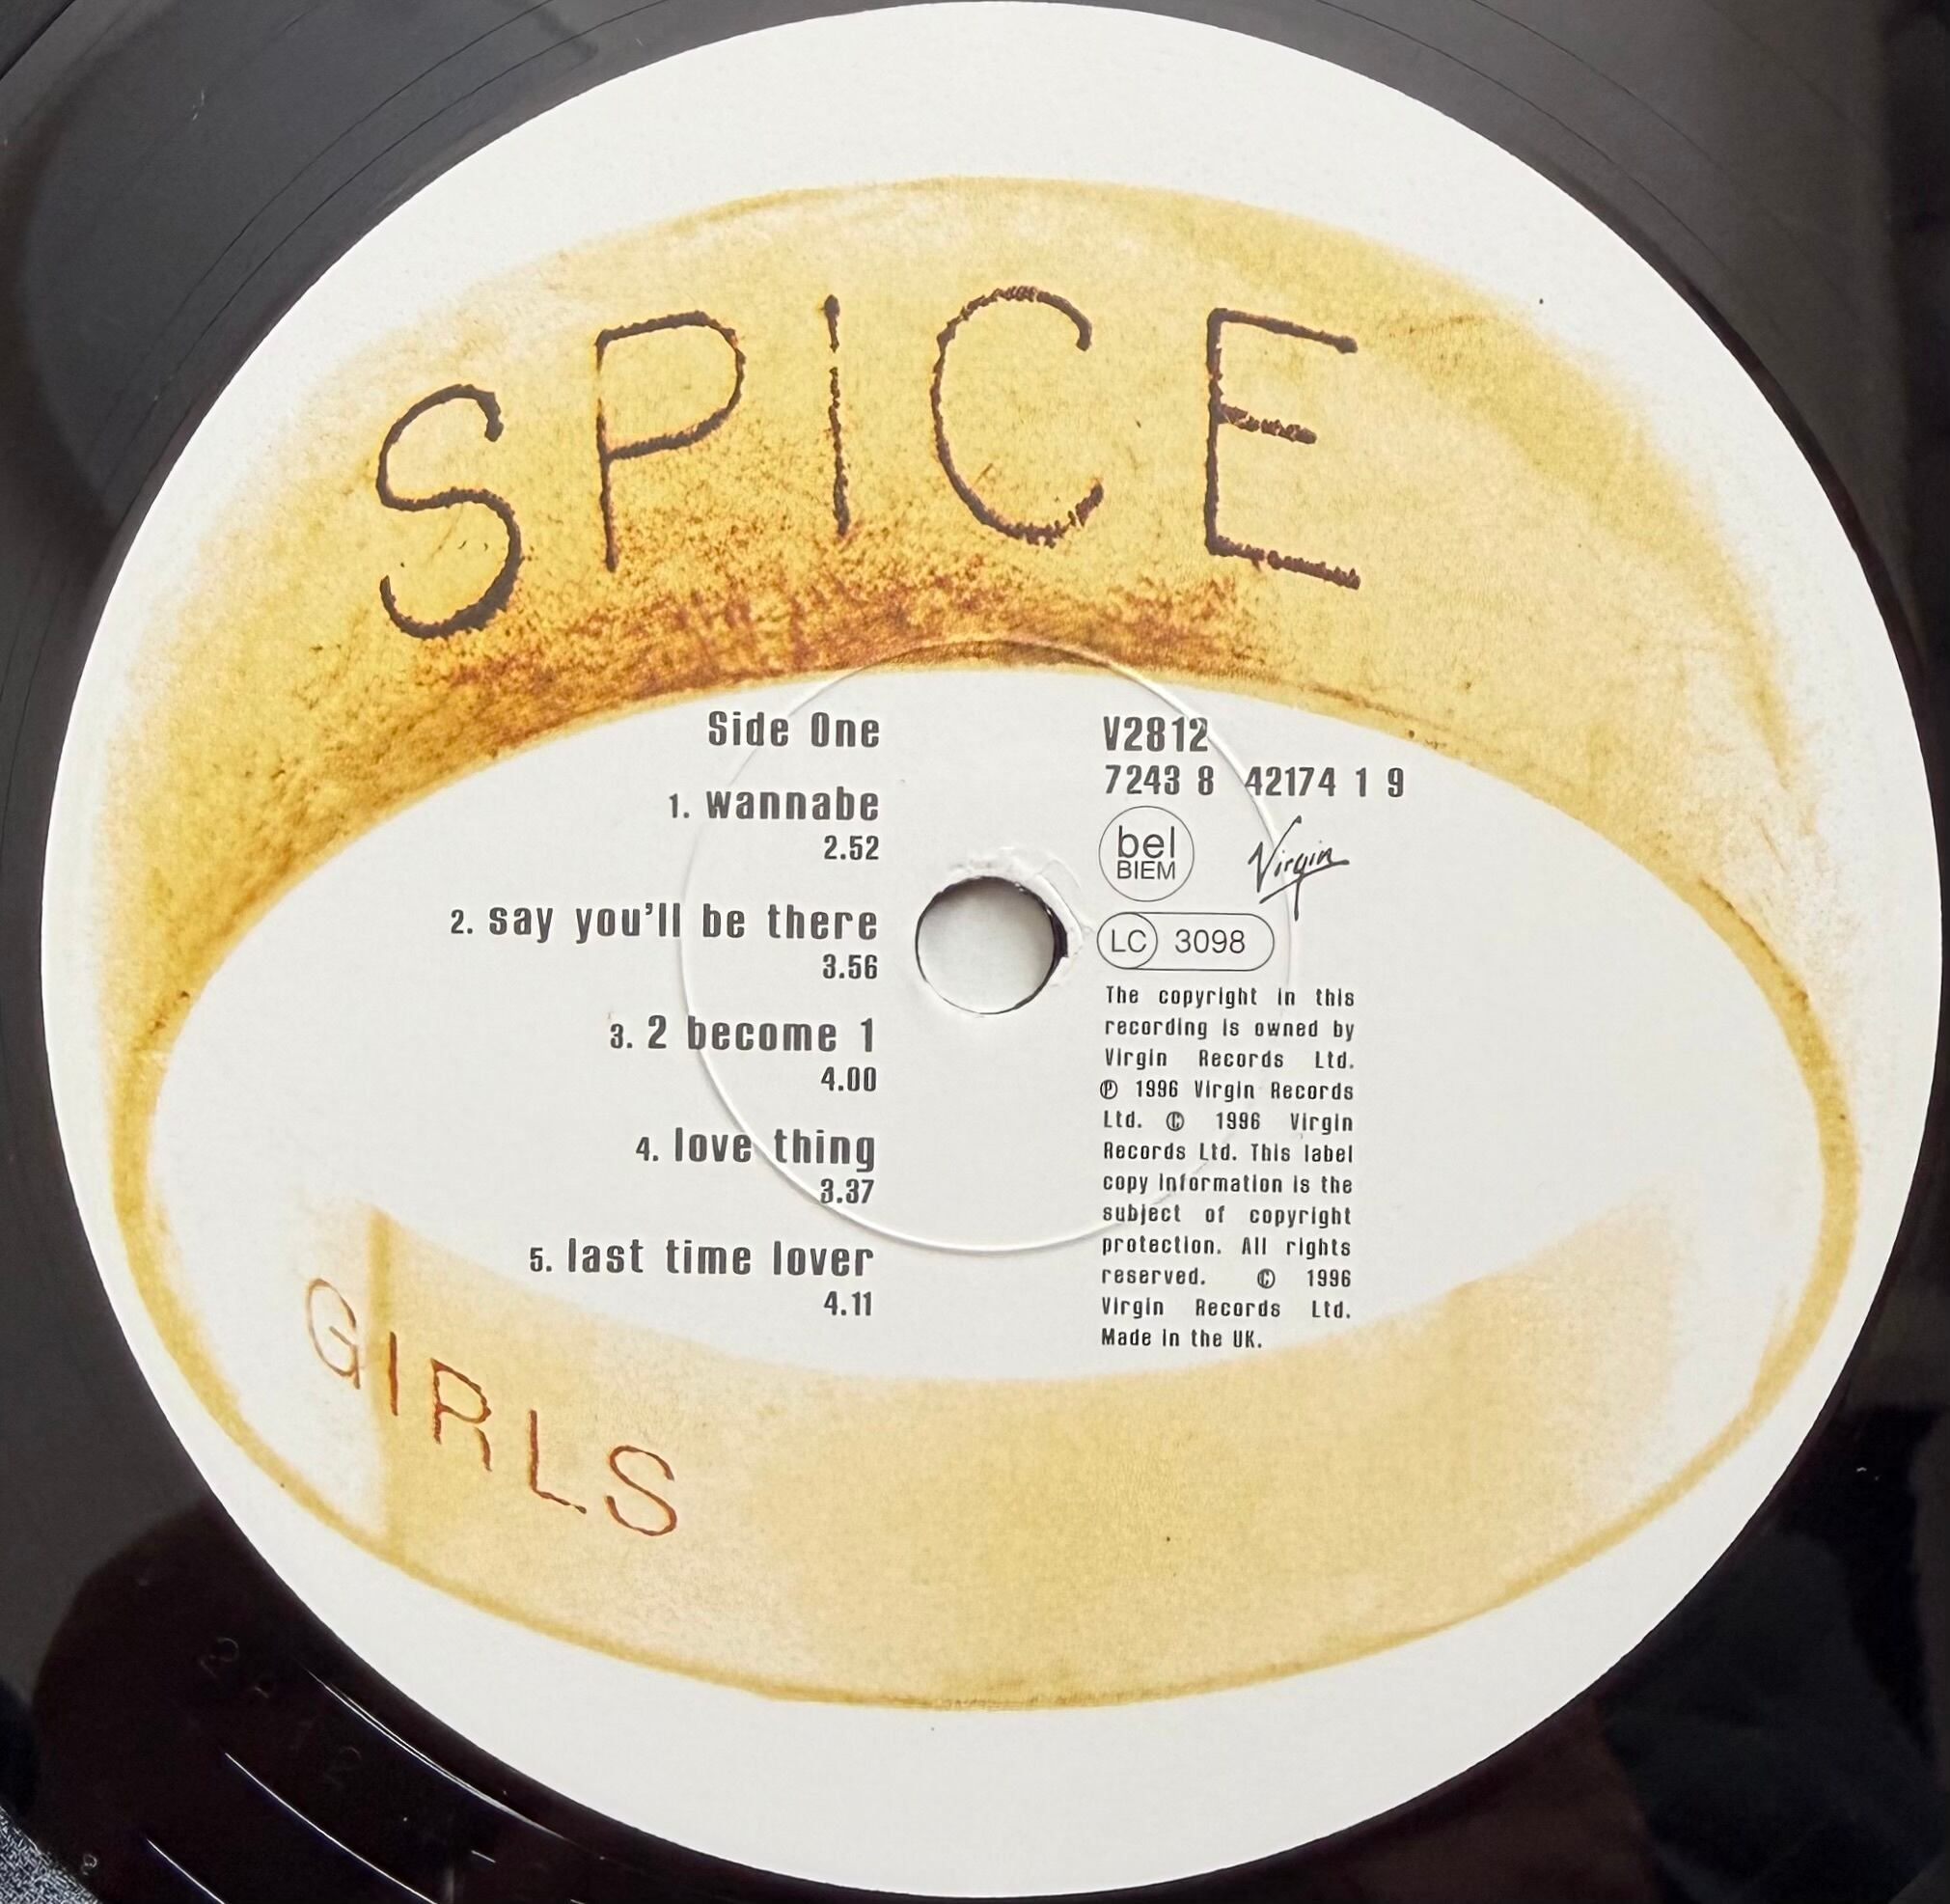 SPICE
Side One
1. wannabe
2.52
2. say you'll be there
3.56
3. 2 become 1
4.00
4. love thing
3.37
5. last time lover
4.11
V2812
7243 8 42174 1 9
bel
BIEM
Virgin
LC 3098
The copyright in this
recording is owned by
Virgin Records Ltd.
℗ 1996 Virgin Records
Ltd. © 1996 Virgin
Records Ltd. This label
copy information is the
subject of copyright
protection. All rights
reserved. © 1996
Virgin Records Ltd.
Made in the UK.
GIRLS